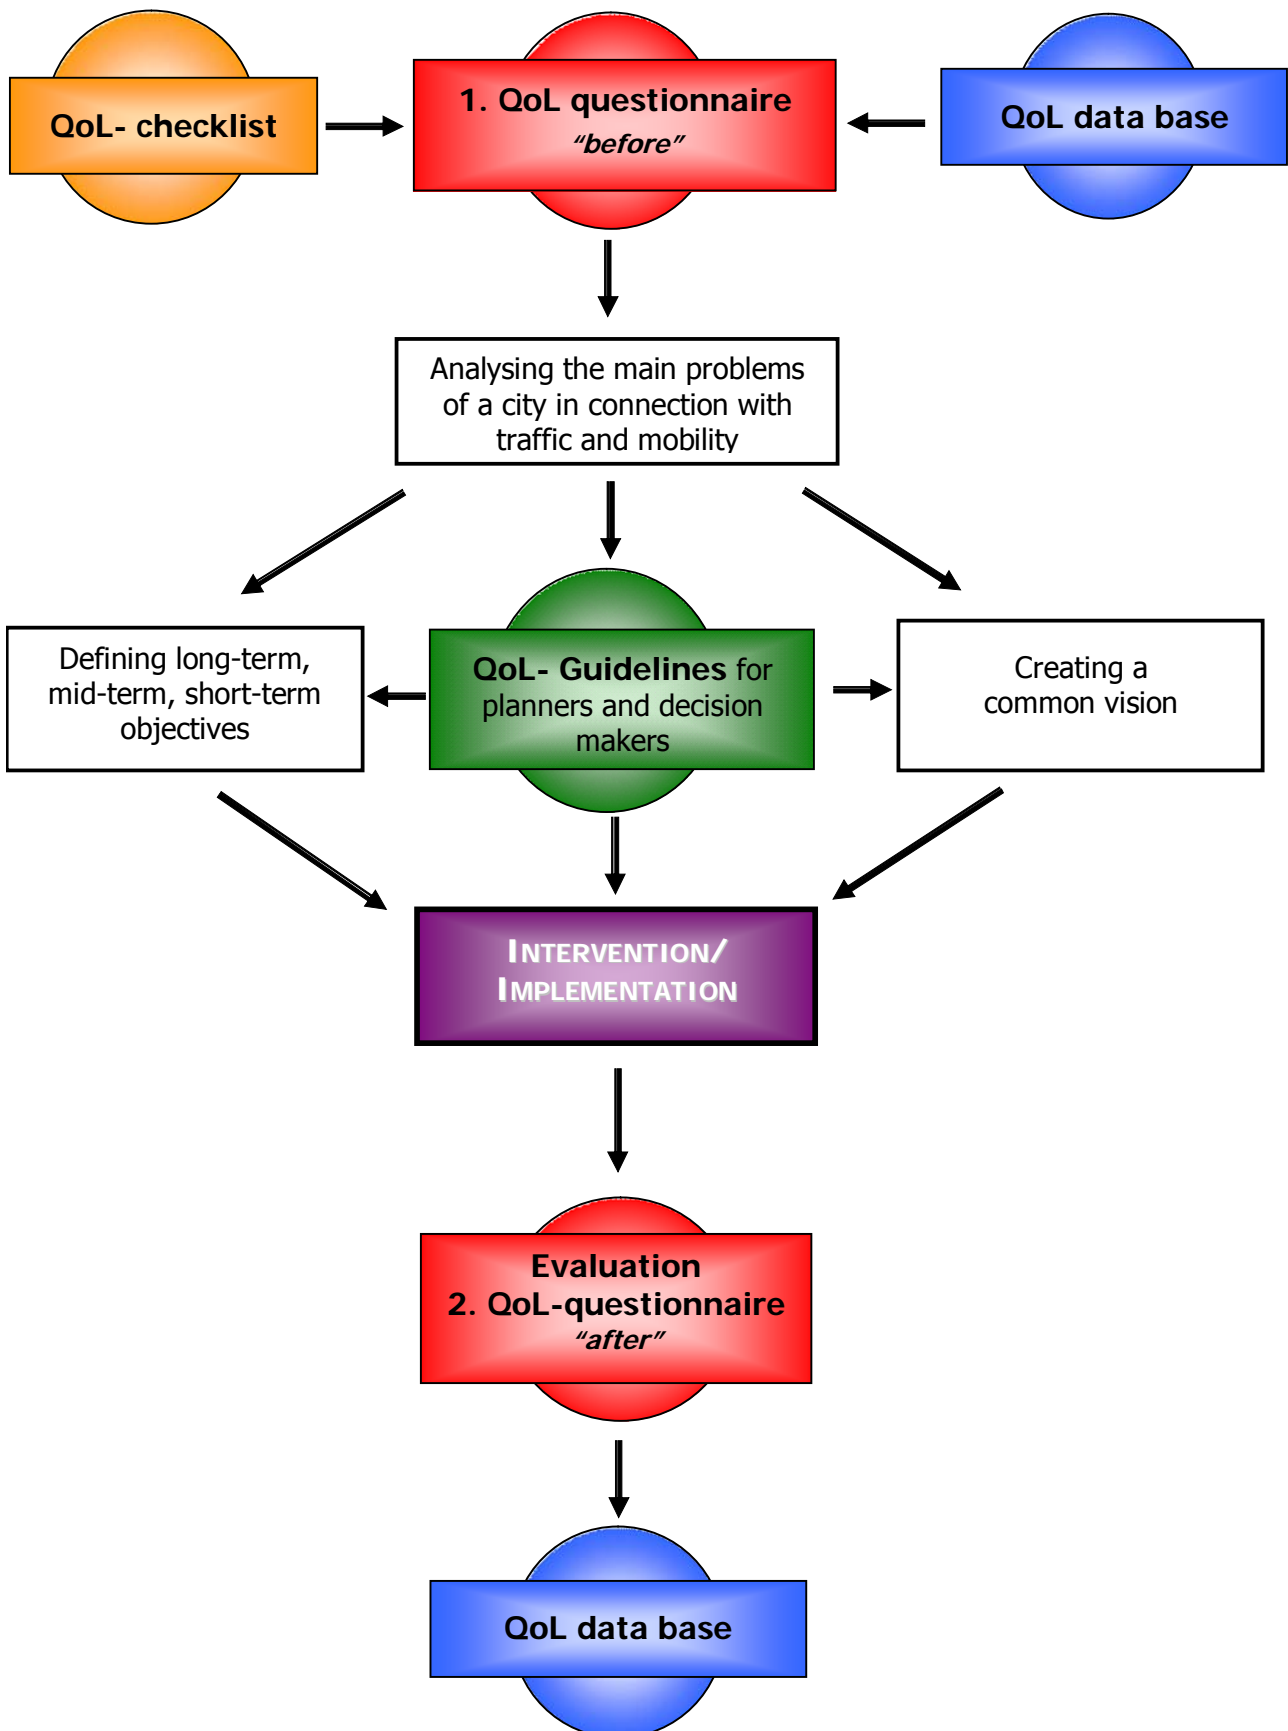 QoL- checklist
1. QoL questionnaire
“before”
QoL data base
Analysing the main problems
of a city in connection with
traffic and mobility
Defining long-term,
mid-term, short-term
objectives
QoL- Guidelines for
planners and decision
makers
Creating a
common vision
INTERVENTION/
IMPLEMENTATION
Evaluation
2. QoL-questionnaire
“after”
QoL data base